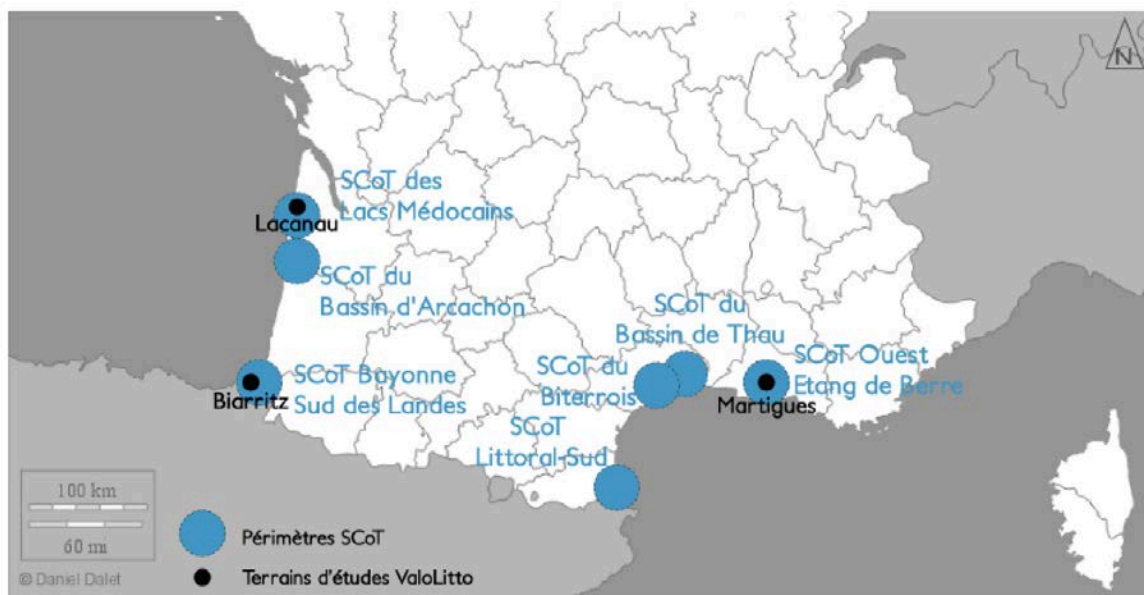 N
SCoT des
Lacs Médocains
Lacanau
SCoT du
Bassin d'Arcachon
SCoT du
Bassin de Thau
SCoT Bayonne
Sud des Landes
Biarritz
SCoT du
Biterrois
SCoT Ouest
Etang de Berre
Martigues
SCoT
Littoral-Sud
100 km
60 mi
Périmètres SCoT
Terrains d'études ValoLitto
© Daniel Dalet